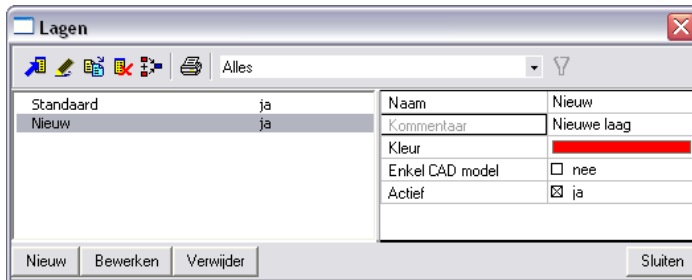 Lagen
Alles
Standaard ja
Nieuw ja
Naam Nieuw
Kommentaar Nieuwe laag
Kleur
Enkel CAD model nee
Actief ja
Nieuw Bewerken Verwijder Sluiten